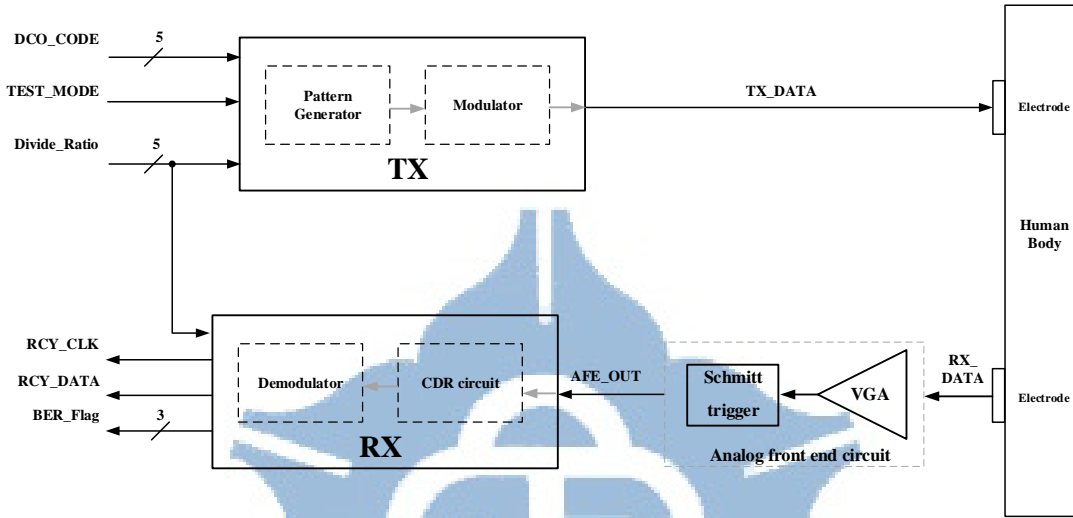 DCO_CODE
5
TEST_MODE
Divide_Ratio
5
Pattern
Generator
Modulator
TX
TX_DATA
Electrode
Human
Body
RCY_CLK
RCY_DATA
BER_Flag
3
Demodulator
CDR circuit
RX
AFE_OUT
Schmitt
trigger
VGA
Analog front end circuit
RX_
DATA
Electrode